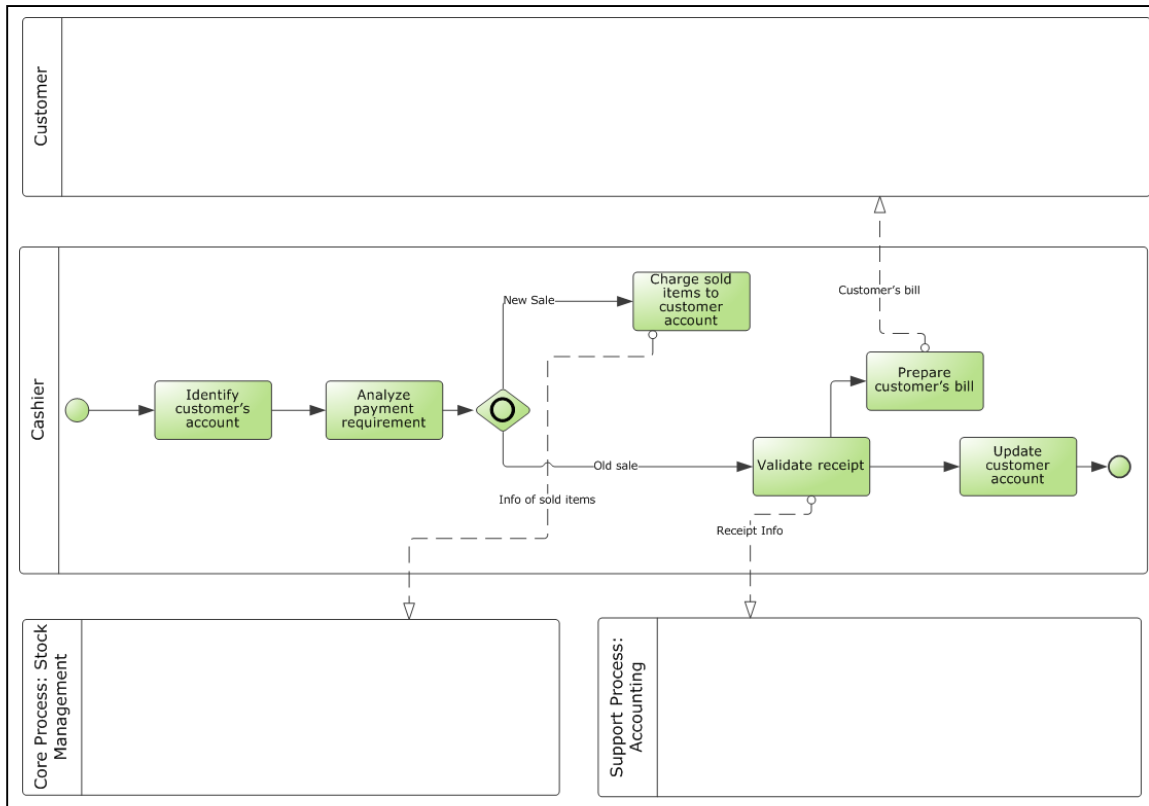 Customer
Cashier
Identify
customer's
account
Analyze
payment
requirement
New Sale
Charge sold
items to
customer
account
Customer's bill
Prepare
customer's bill
Old sale
Validate receipt
Update
customer
account
Info of sold items
Receipt Info
Core Process: Stock
Management
Support Process:
Accounting